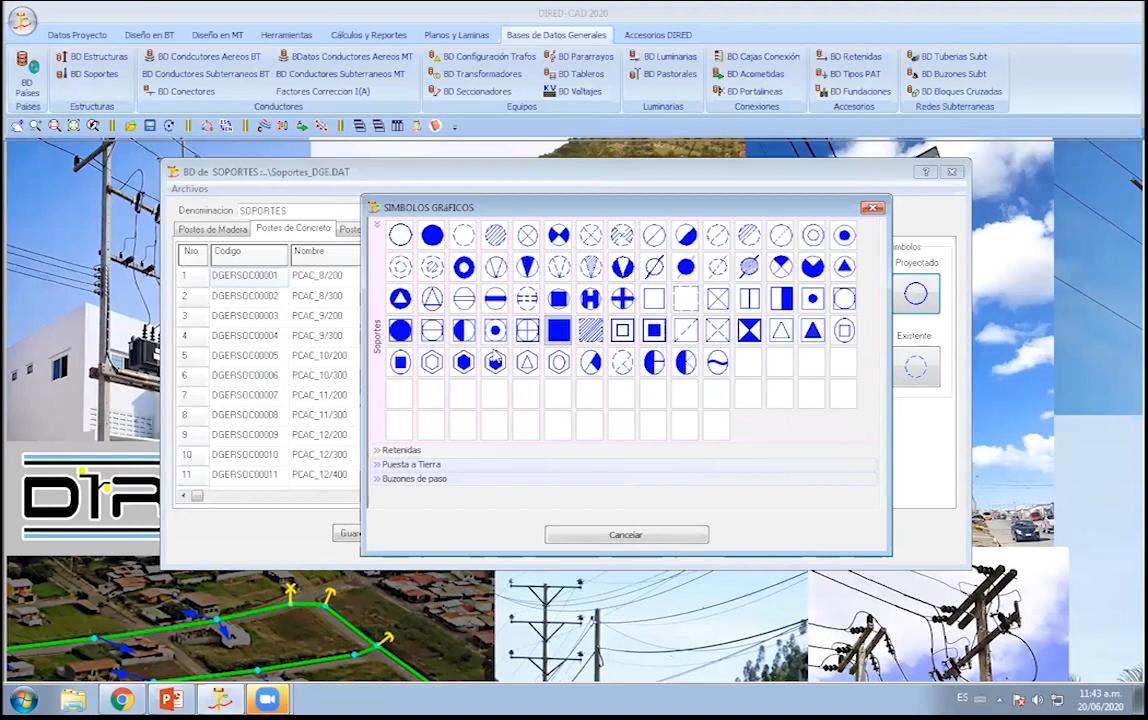 DIRED-CAD 2020
Datos Proyecto Diseño en BT Diseño en MT Herramientas Cálculos y Reportes Planos y Laminas Bases de Datos Generales Accesorios DIRED
BD Estructuras BD Condcutores Aereos BT BDatos Conductores Aereos MT BD Configuración Trafos BD Pararrayos BD Luminarias BD Cajas Conexión BD Retenidas BD Tuberias Subt
BD Soportes BD Conductores Subterraneos BT BD Conductores Subterraneos MT BD Transformadores BD Tableros BD Pastorales BD Acometidas BD Tipos PAT BD Buzones Subt
BD Países BD Conectores Factores Correccion I(A) BD Seccionadores KV BD Voltajes BD Portalineas BD Fundaciones BD Bloques Cruzadas
Países Estructuras Conductores Equipos Luminarias Conexiones Accesorios Redes Subterraneas
BD de SOPORTES :..\Soportes_DGE.DAT
Archivos
Denominacion SOPORTES
Postes de Madera Postes de Concreto Poste
Nro. Codigo Nombre
1 DGERSOC00001 PCAC_8/200
2 DGERSOC00002 PCAC_8/300
3 DGERSOC00003 PCAC_9/200
4 DGERSOC00004 PCAC_9/300
5 DGERSOC00005 PCAC_10/200
6 DGERSOC00006 PCAC_10/300
7 DGERSOC00007 PCAC_11/200
8 DGERSOC00008 PCAC_11/300
9 DGERSOC00009 PCAC_12/200
10 DGERSOC00010 PCAC_12/300
11 DGERSOC00011 PCAC_12/400
Guar
SIMBOLOS GRáFICOS
Soportes
Retenidas
Puesta a Tierra
Buzones de paso
Cancelar
mbolos
Proyectado
Existente
ES
11:43 a.m.
20/06/2020